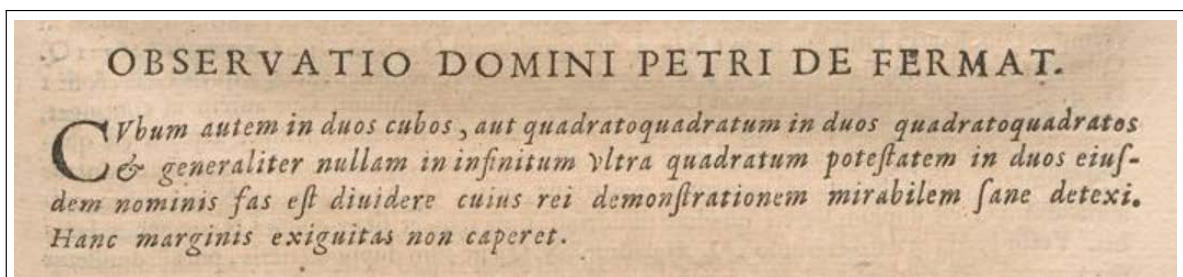 OBSERVATIO DOMINI PETRI DE FERMAT.
CVbum autem in duos cubos, aut quadratoquadratum in duos quadratoquadratos
& generaliter nullam in infinitum vltra quadratum poteſtatem in duos eiuſ-
dem nominis fas eſt diuidere cuius rei demonſtrationem mirabilem ſane detexi.
Hanc marginis exiguitas non caperet.